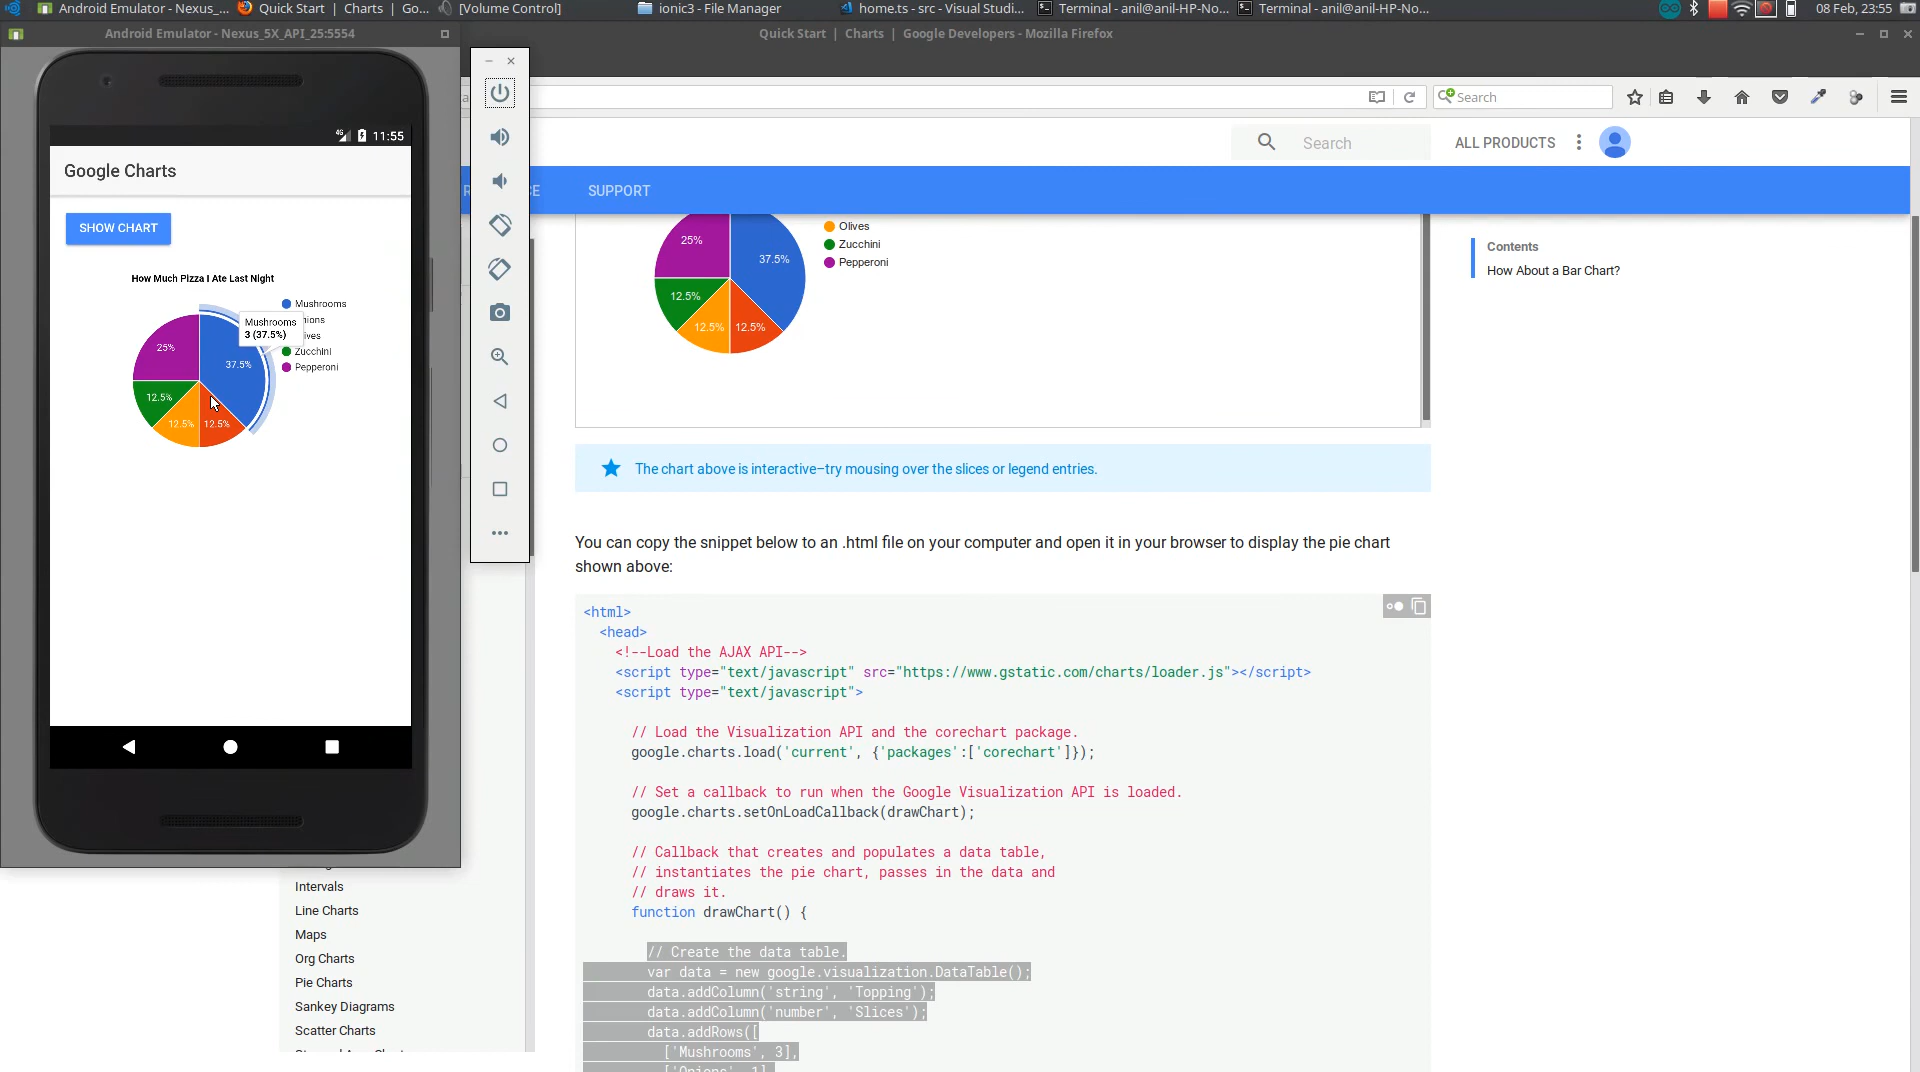 Android Emulator - Nexus_...
Quick Start | Charts | Go...
[Volume Control]
ionic3 - File Manager
home.ts - src - Visual Studi...
Terminal - anil@anil-HP-No...
Terminal - anil@anil-HP-No...
08 Feb, 23:55
Android Emulator - Nexus_5X_API_25:5554
Quick Start | Charts | Google Developers - Mozilla Firefox
Search
4G
11:55
Google Charts
SHOW CHART
How Much Pizza I Ate Last Night
Mushrooms
Mushrooms
3 (37.5%)
Zucchini
Pepperoni
25%
37.5%
12.5%
12.5%
12.5%
Search
ALL PRODUCTS
SUPPORT
Olives
Zucchini
Pepperoni
25%
37.5%
12.5%
12.5%
12.5%
Contents
How About a Bar Chart?
The chart above is interactive–try mousing over the slices or legend entries.
You can copy the snippet below to an .html file on your computer and open it in your browser to display the pie chart
shown above:
<html>
<head>
<!--Load the AJAX API-->
<script type="text/javascript" src="https://www.gstatic.com/charts/loader.js"></script>
<script type="text/javascript">
// Load the Visualization API and the corechart package.
google.charts.load('current', {'packages':['corechart']});
// Set a callback to run when the Google Visualization API is loaded.
google.charts.setOnLoadCallback(drawChart);
// Callback that creates and populates a data table,
// instantiates the pie chart, passes in the data and
// draws it.
function drawChart() {
// Create the data table.
var data = new google.visualization.DataTable();
data.addColumn('string', 'Topping');
data.addColumn('number', 'Slices');
data.addRows([
['Mushrooms', 3],
['Onions', 1],
Intervals
Line Charts
Maps
Org Charts
Pie Charts
Sankey Diagrams
Scatter Charts